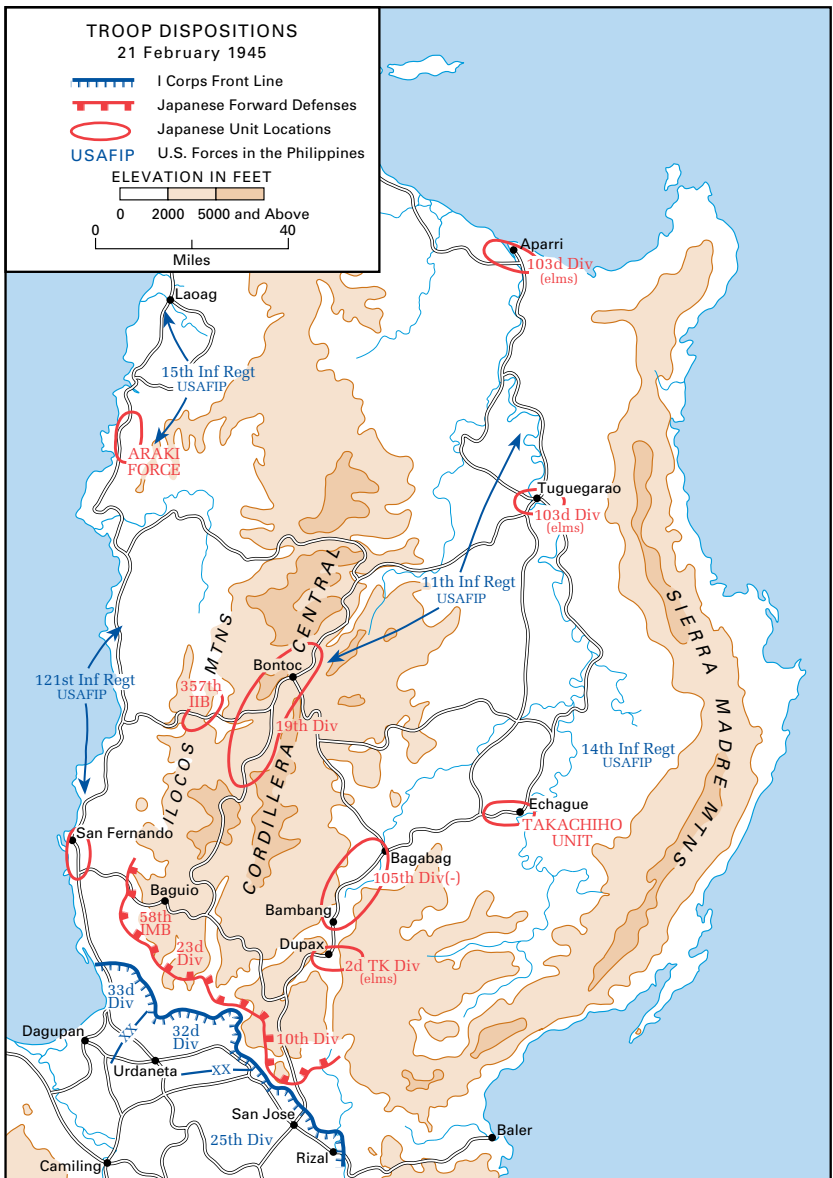 TROOP DISPOSITIONS
21 February 1945
I Corps Front Line
Japanese Forward Defenses
Japanese Unit Locations
USAFIP U.S. Forces in the Philippines
ELEVATION IN FEET
0 2000 5000 and Above
0 40
Miles
Aparri
103d Div
(elms)
Laoag
15th Inf Regt
USAFIP
ARAKI
FORCE
Tuguegarao
103d Div
(elms)
11th Inf Regt
USAFIP
CENTRAL
SIERRA MADRE MTNS
ILOCOS MTNS
Bontoc
121st Inf Regt
USAFIP
357th
IIB
19th Div
CORDILLERA
14th Inf Regt
USAFIP
Echague
TAKACHIHO
UNIT
San Fernando
Bagabag
105th Div(-)
Baguio
58th
IMB
Bambang
23d
Div
Dupax
2d TK Div
(elms)
33d
Div
XX
32d
Div
10th Div
Dagupan
Urdaneta
XX
San Jose
25th Div
Rizal
Baler
Camiling